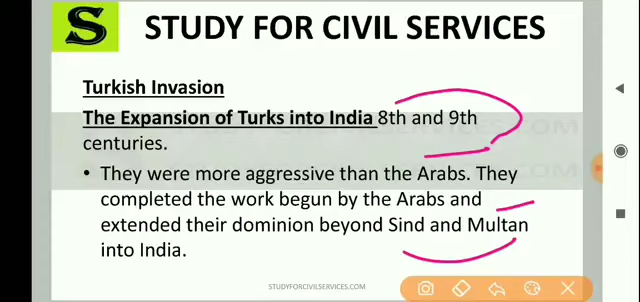 S STUDY FOR CIVIL SERVICES
Turkish Invasion
The Expansion of Turks into India 8th and 9th
centuries.
• They were more aggressive than the Arabs. They
completed the work begun by the Arabs and
extended their dominion beyond Sind and Multan
into India.
STUDYFORCIVILSERVICES.COM